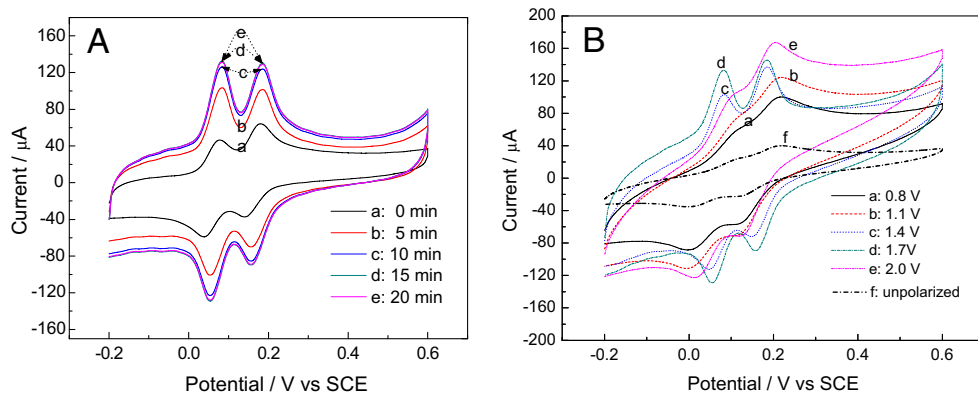 A
160
120
80
40
0
-40
-80
-120
-160
Current / µA
e
d
c
b
a
a: 0 min
b: 5 min
c: 10 min
d: 15 min
e: 20 min
-0.2 0.0 0.2 0.4 0.6
Potential / V vs SCE
B
200
160
120
80
40
0
-40
-80
-120
-160
-200
Current / µA
e
d
b
c
a
f
a: 0.8 V
b: 1.1 V
c: 1.4 V
d: 1.7V
e: 2.0 V
f: unpolarized
-0.2 0.0 0.2 0.4 0.6
Potential / V vs SCE